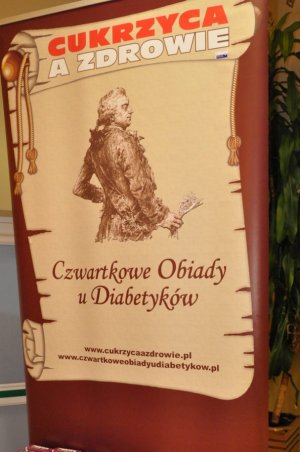 CUKRZYCA
A ZDROWIE
Czwartkowe Obiady
u Diabetyków
www.cukrzycaazdrowie.pl
www.czwartkoweobiadyudiabetykow.pl